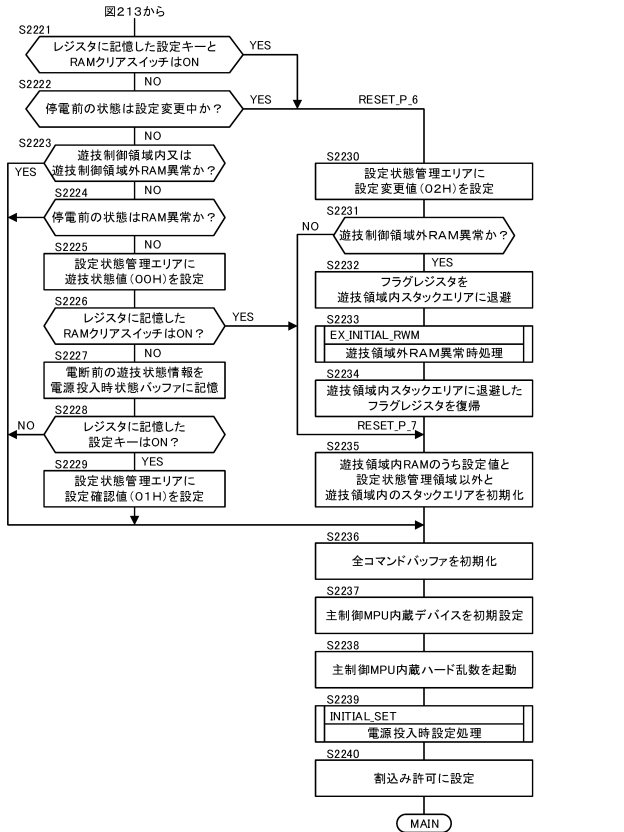 図213から
S2221
レジスタに記憶した設定キーと
RAMクリアスイッチはON
YES
NO
S2222
停電前の状態は設定変更中か？
YES
RESET_P_6
NO
S2223
遊技制御領域内又は
遊技制御領域外RAM異常か？
YES
NO
S2224
停電前の状態はRAM異常か？
NO
S2225
設定状態管理エリアに
遊技状態値(00H)を設定
S2226
レジスタに記憶した
RAMクリアスイッチはON？
YES
NO
S2227
電断前の遊技状態情報を
電源投入時状態バッファに記憶
S2228
レジスタに記憶した
設定キーはON？
NO
YES
S2229
設定状態管理エリアに
設定確認値(01H)を設定
S2230
設定状態管理エリアに
設定変更値(02H)を設定
S2231
遊技制御領域外RAM異常か？
NO
YES
S2232
フラグレジスタを
遊技領域内スタックエリアに退避
S2233
EX_INITIAL_RWM
遊技領域外RAM異常時処理
S2234
遊技領域内スタックエリアに退避した
フラグレジスタを復帰
RESET_P_7
S2235
遊技領域内RAMのうち設定値と
設定状態管理領域以外と
遊技領域内のスタックエリアを初期化
S2236
全コマンドバッファを初期化
S2237
主制御MPU内蔵デバイスを初期設定
S2238
主制御MPU内蔵ハード乱数を起動
S2239
INITIAL_SET
電源投入時設定処理
S2240
割込み許可に設定
MAIN